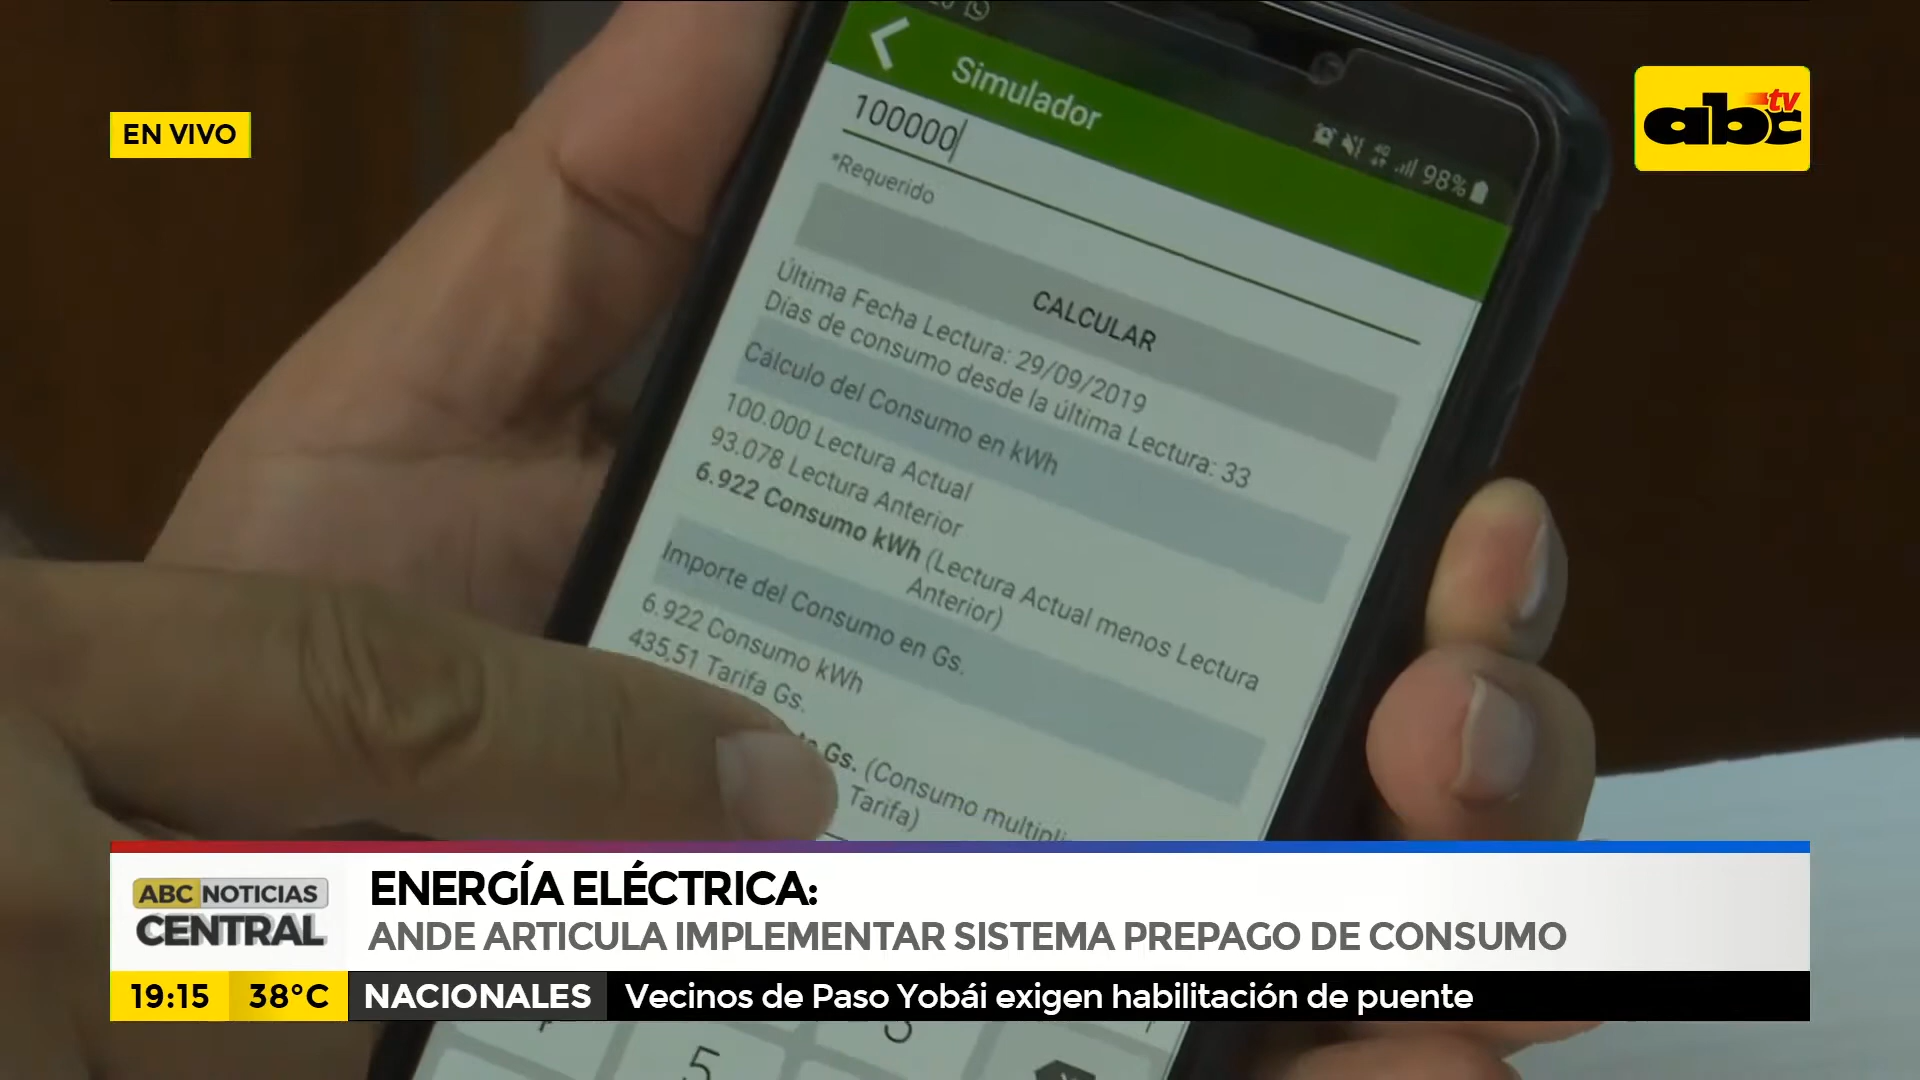 Simulador
98%
100000
*Requerido
CALCULAR
Última Fecha Lectura: 29/09/2019
Días de consumo desde la última Lectura: 33
Cálculo del Consumo en kWh
100.000 Lectura Actual
93.078 Lectura Anterior
6.922 Consumo kWh (Lectura Actual menos Lectura
Anterior)
Importe del Consumo en Gs.
6.922 Consumo kWh
435,51 Tarifa Gs.
Gs. (Consumo
Tarifa)
5
EN VIVO
abc tv
ABC NOTICIAS
CENTRAL
ENERGÍA ELÉCTRICA:
ANDE ARTICULA IMPLEMENTAR SISTEMA PREPAGO DE CONSUMO
19:15 38°C NACIONALES Vecinos de Paso Yobái exigen habilitación de puente